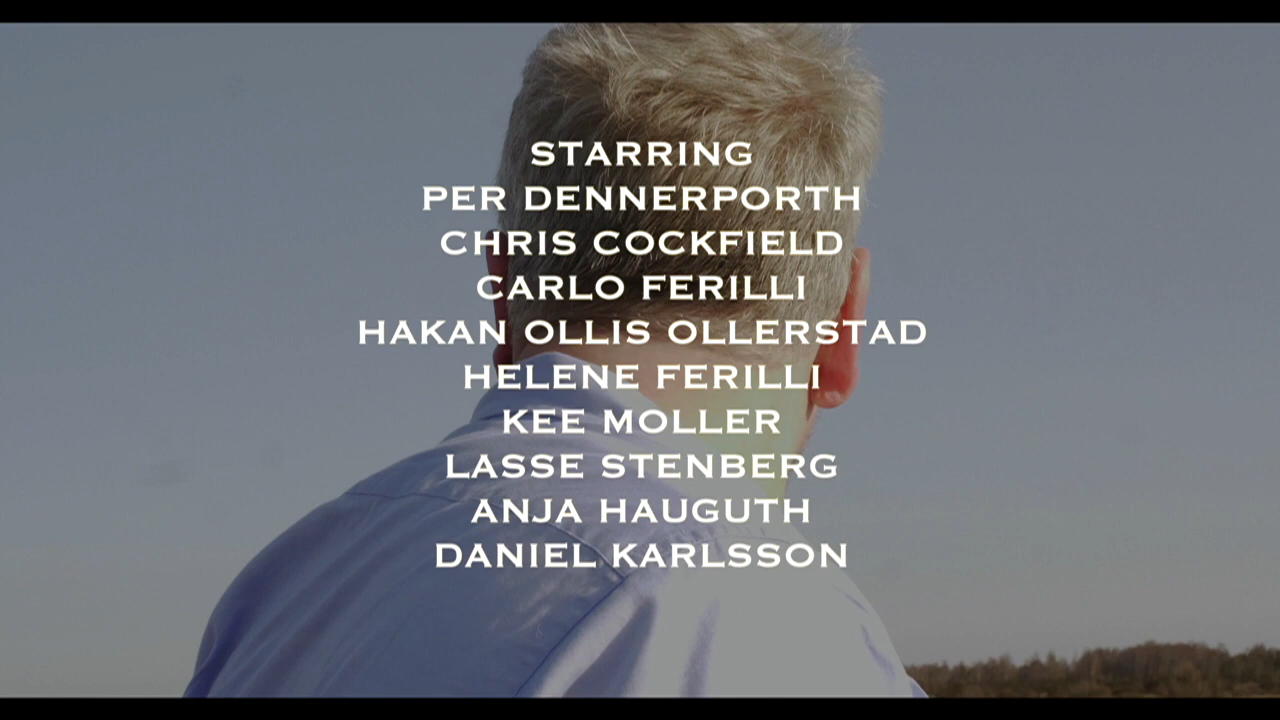 STARRING
PER DENNERPORTH
CHRIS COCKFIELD
CARLO FERILLI
HAKAN OLLIS OLLERSTAD
HELENE FERILLI
KEE MOLLER
LASSE STENBERG
ANJA HAUGUTH
DANIEL KARLSSON